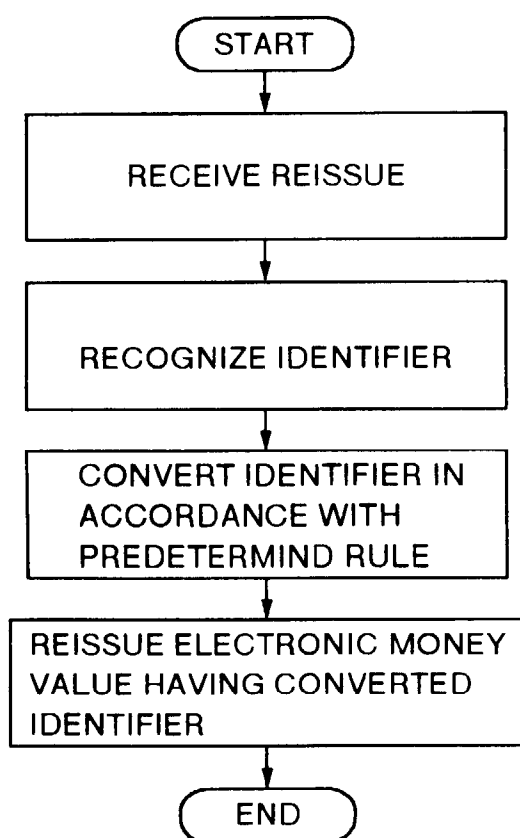 START
RECEIVE REISSUE
RECOGNIZE IDENTIFIER
CONVERT IDENTIFIER IN
ACCORDANCE WITH
PREDETERMIND RULE
REISSUE ELECTRONIC MONEY
VALUE HAVING CONVERTED
IDENTIFIER
END